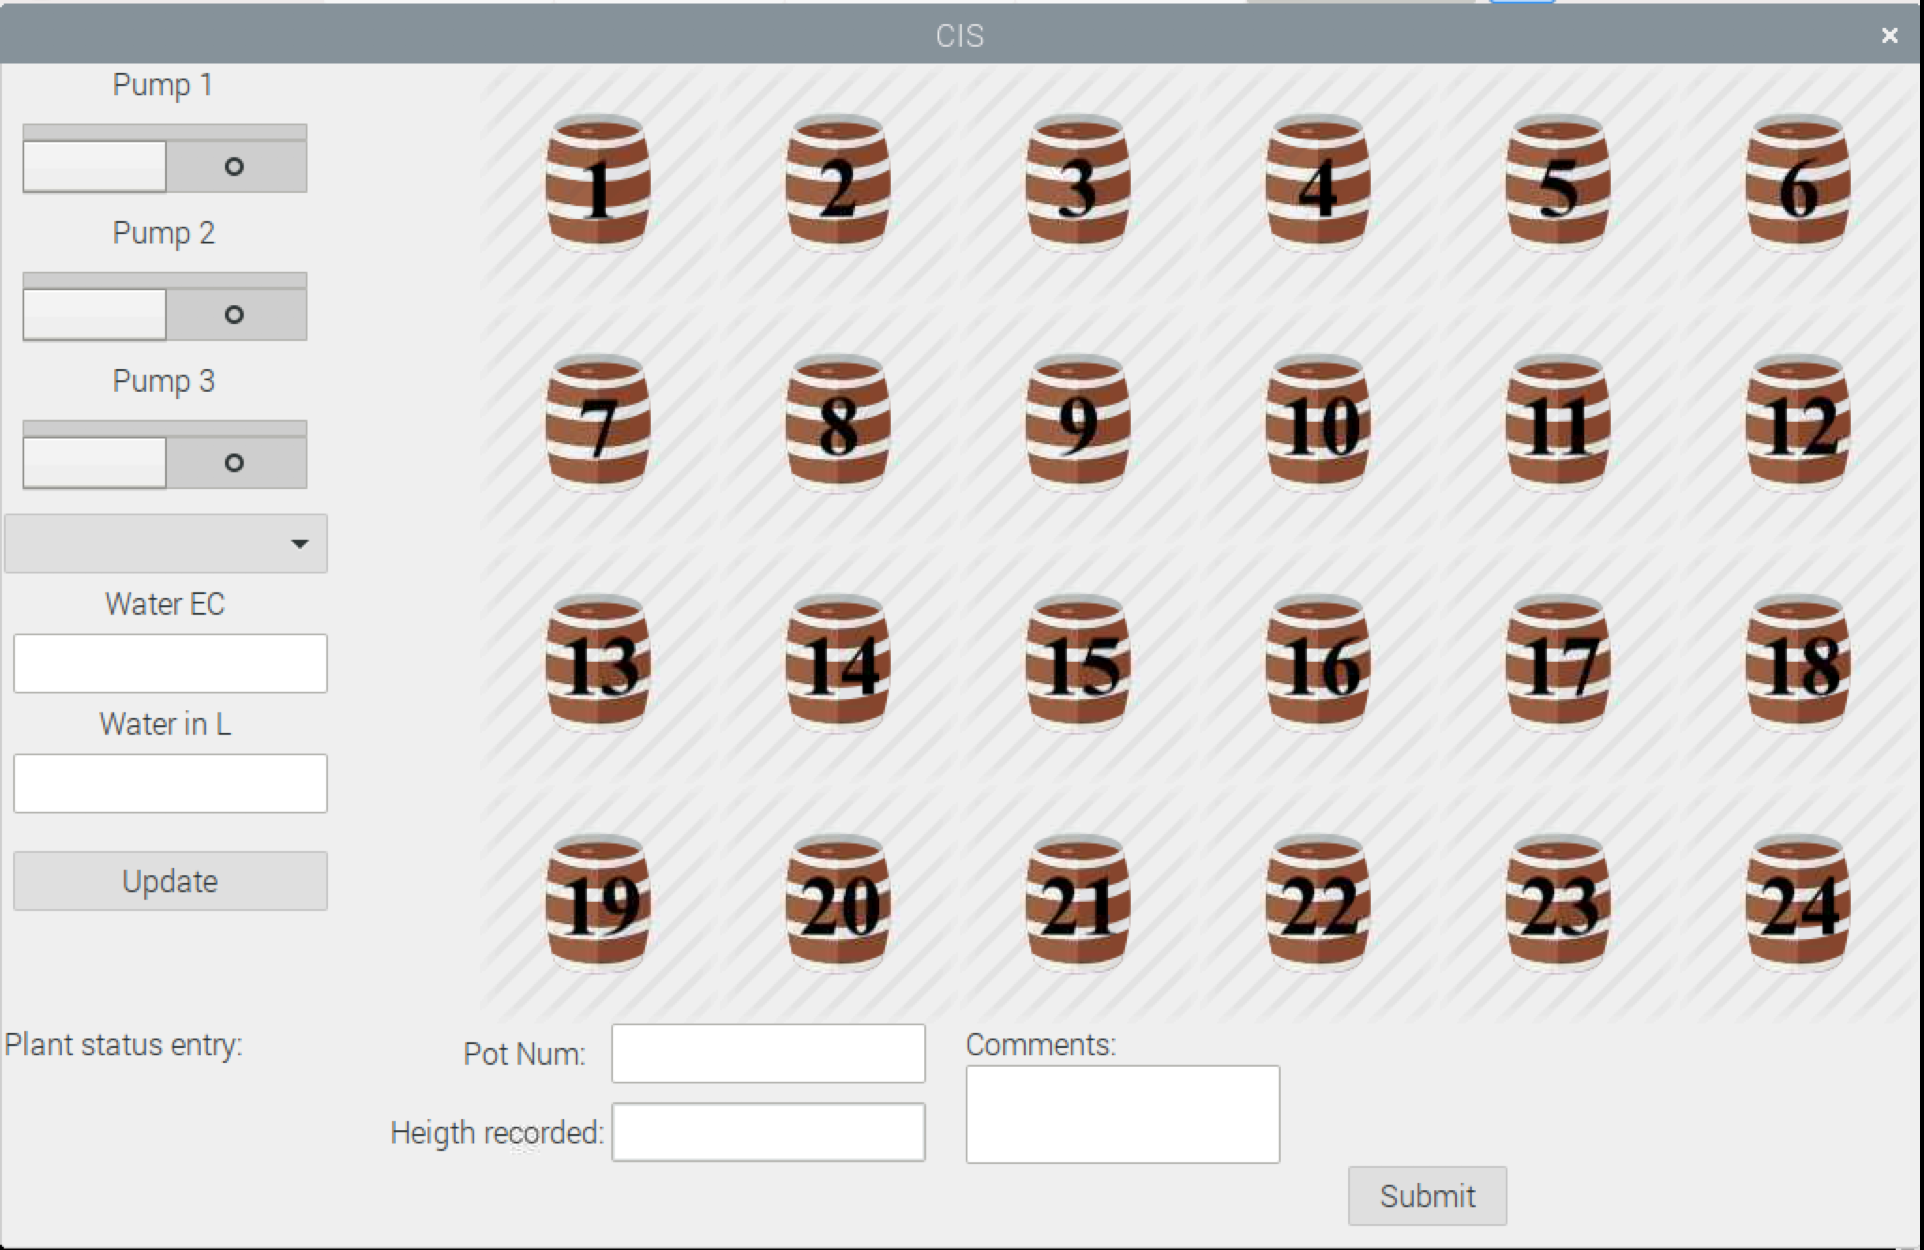 CIS
Pump 1
Pump 2
Pump 3
Water EC
Water in L
Update
1 2 3 4 5 6
7 8 9 10 11 12
13 14 15 16 17 18
19 20 21 22 23 24
Plant status entry:
Pot Num:
Heigth recorded:
Comments:
Submit